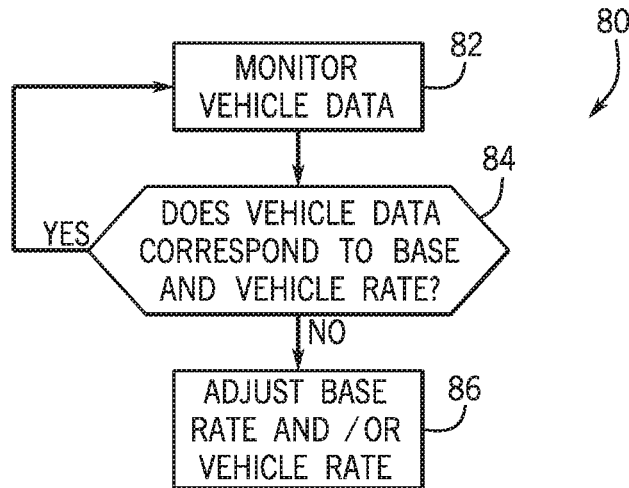 80
MONITOR
VEHICLE DATA
82
84
DOES VEHICLE DATA
CORRESPOND TO BASE
AND VEHICLE RATE?
YES
NO
ADJUST BASE
RATE AND /OR
VEHICLE RATE
86